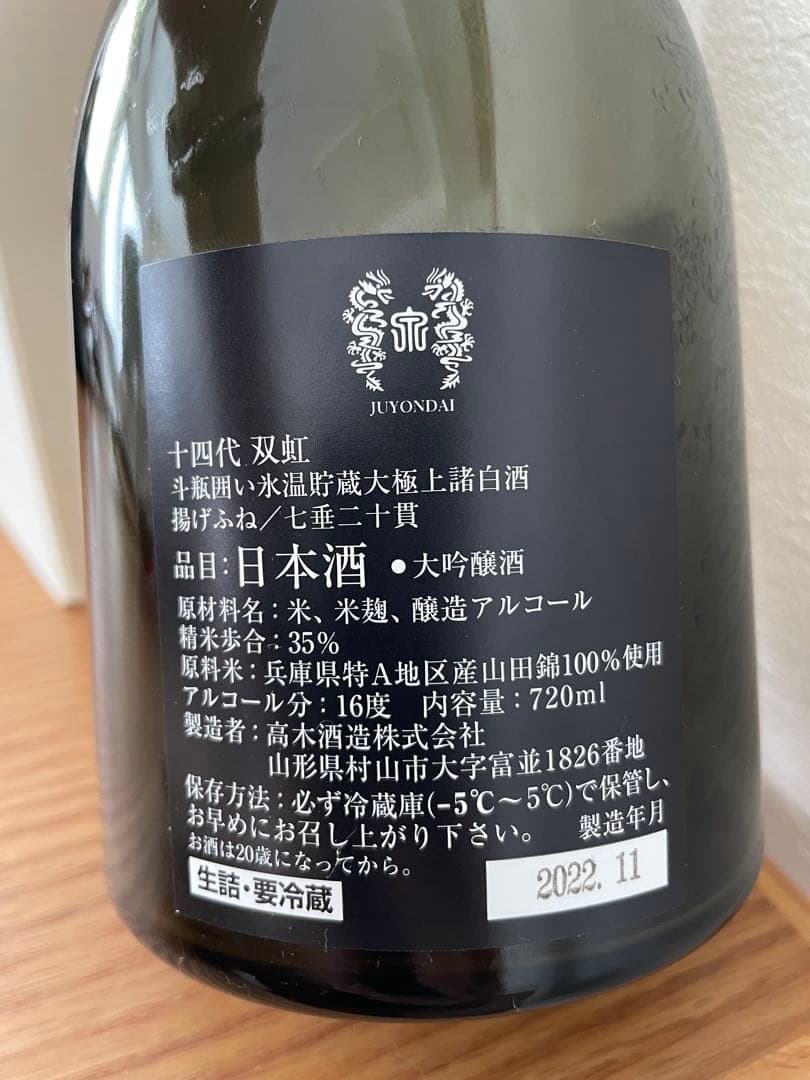 JUYONDAI
十四代 双虹
斗瓶囲い氷温貯蔵大極上諸白酒
揚げふね／七垂二十貫
品目：日本酒 ●大吟醸酒
原材料名：米、米麹、醸造アルコール
精米歩合：35%
原料米：兵庫県特A地区産山田錦100%使用
アルコール分：16度 内容量：720ml
製造者：高木酒造株式会社
山形県村山市大字富並1826番地
保存方法：必ず冷蔵庫(−5℃〜5℃)で保管し、
お早めにお召し上がり下さい。
製造年月
お酒は20歳になってから。
生詰・要冷蔵
2022. 11